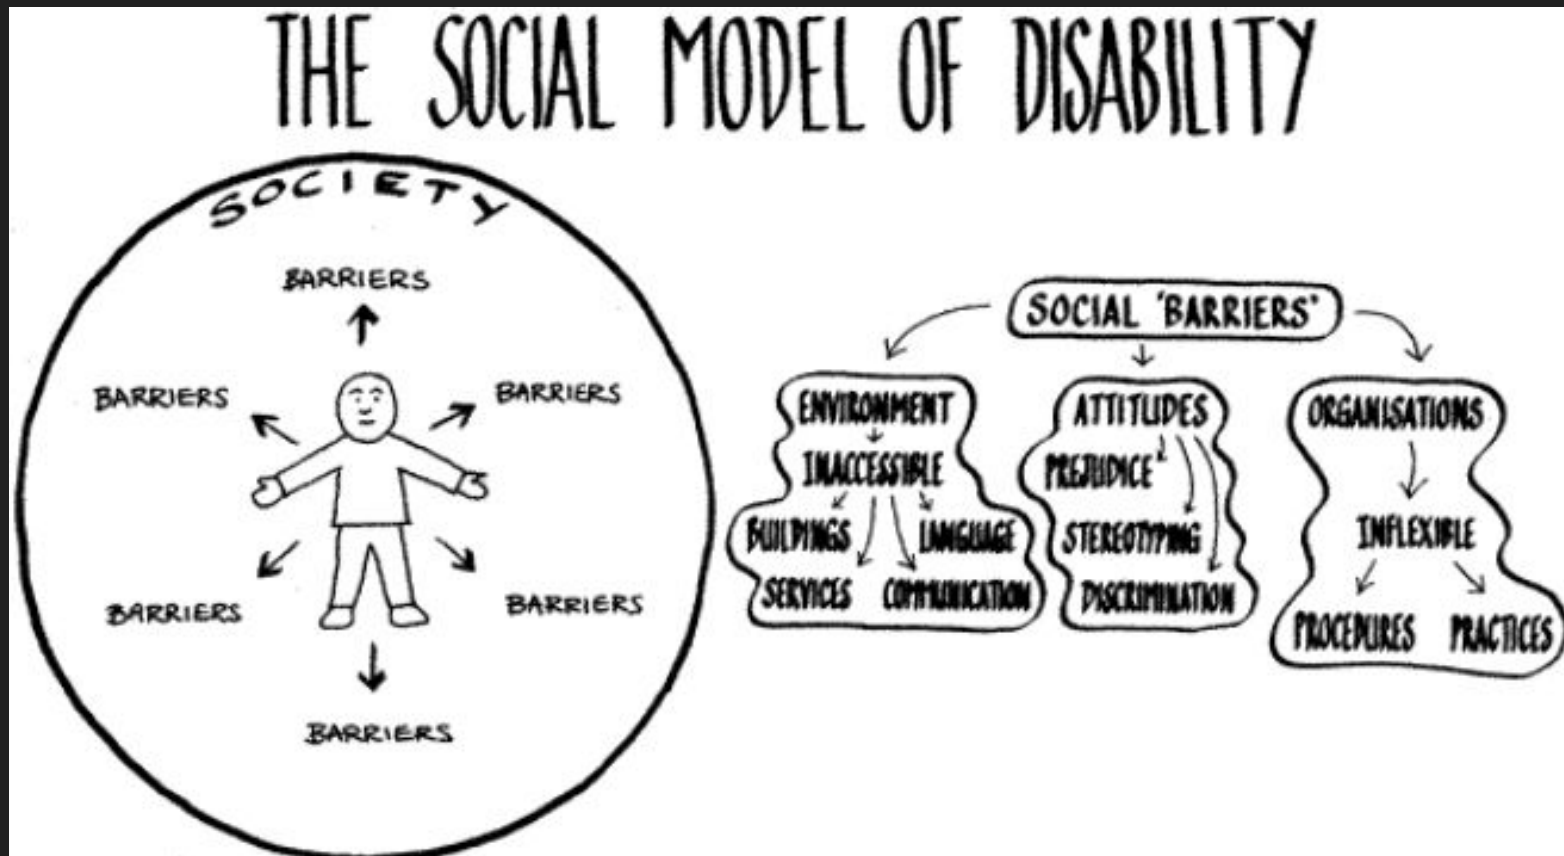 THE SOCIAL MODEL OF DISABILITY
SOCIETY
BARRIERS
BARRIERS
BARRIERS
BARRIERS
BARRIERS
BARRIERS
SOCIAL 'BARRIERS'
ENVIRONMENT
INACCESSIBLE
BUILDINGS
LANGUAGE
SERVICES
COMMUNICATION
ATTITUDES
PREJUDICE
STEREOTYPING
DISCRIMINATION
ORGANISATIONS
INFLEXIBLE
PROCEDURES
PRACTICES